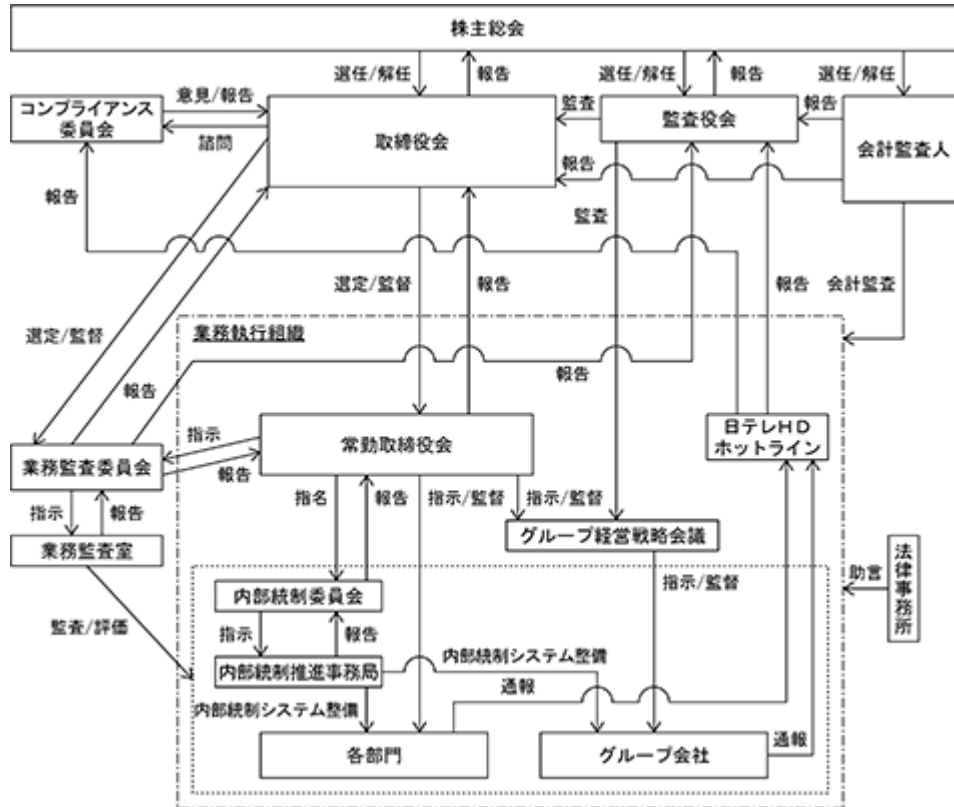 株主総会
選任/解任
報告
選任/解任
報告
選任/解任
コンプライアンス
委員会
意見/報告
諮問
取締役会
監査
監査役会
報告
会計監査人
報告
報告
監査
選定/監督
報告
報告
会計監査
業務執行組織
選定/監督
報告
報告
常勤取締役会
日テレHD
ホットライン
業務監査委員会
指示
報告
指名
報告
指示/監督
指示/監督
指示
報告
業務監査室
グループ経営戦略会議
法律事務所
助言
内部統制委員会
指示/監督
監査/評価
指示
報告
内部統制推進事務局
内部統制システム整備
通報
内部統制システム整備
各部門
グループ会社
通報